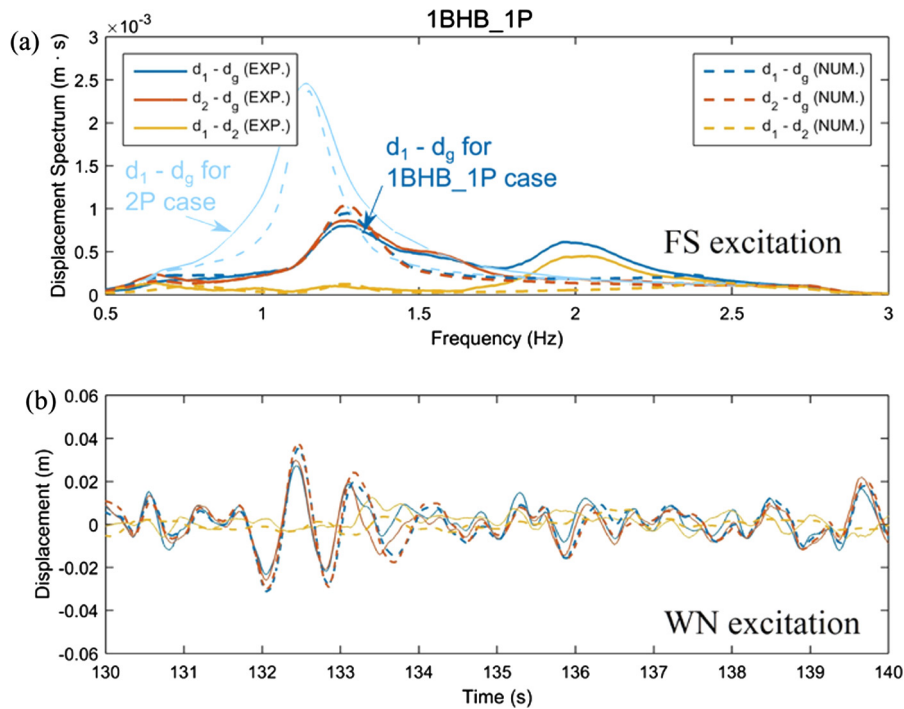 1BHB_1P
(a)
×10⁻³
Displacement Spectrum (m · s)
3
2.5
2
1.5
1
0.5
0
d₁ - d_g (EXP.)
d₂ - d_g (EXP.)
d₁ - d₂ (EXP.)
d₁ - d_g (NUM.)
d₂ - d_g (NUM.)
d₁ - d₂ (NUM.)
d₁ - d_g for
2P case
d₁ - d_g for
1BHB_1P case
FS excitation
0.5 1 1.5 2 2.5 3
Frequency (Hz)
(b)
Displacement (m)
0.06
0.04
0.02
0
-0.02
-0.04
-0.06
WN excitation
130 131 132 133 134 135 136 137 138 139 140
Time (s)